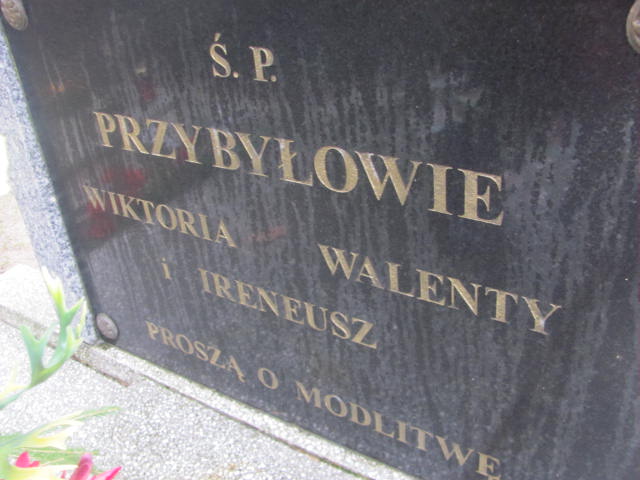 Ś. P.
PRZYBYŁOWIE
WIKTORIA WALENTY
i IRENEUSZ
PROSZĄ O MODLITWĘ